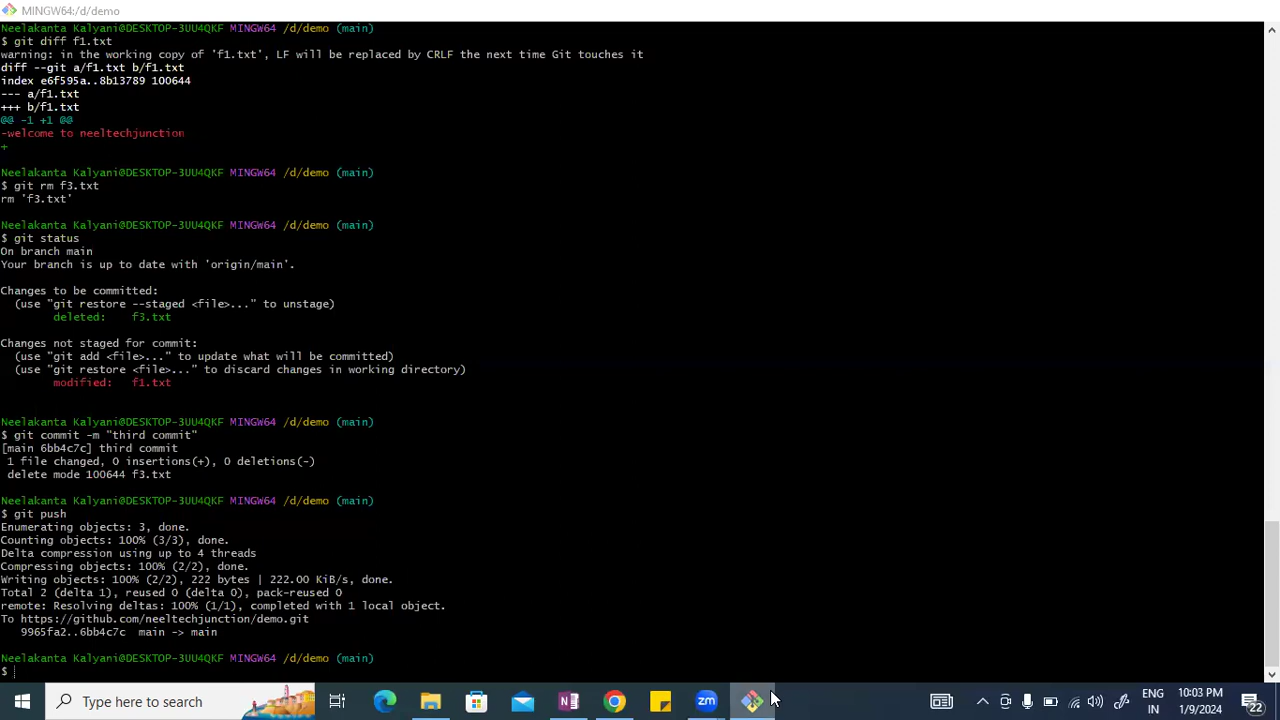 MINGW64:/d/demo
Neelakanta Kalyani@DESKTOP-3UU4QKF MINGW64 /d/demo (main)
$ git diff f1.txt
warning: in the working copy of 'f1.txt', LF will be replaced by CRLF the next time Git touches it
diff --git a/f1.txt b/f1.txt
index e6f595a..8b13789 100644
--- a/f1.txt
+++ b/f1.txt
@@ -1 +1 @@
-welcome to neeltechjunction
+
Neelakanta Kalyani@DESKTOP-3UU4QKF MINGW64 /d/demo (main)
$ git rm f3.txt
rm 'f3.txt'
Neelakanta Kalyani@DESKTOP-3UU4QKF MINGW64 /d/demo (main)
$ git status
On branch main
Your branch is up to date with 'origin/main'.
Changes to be committed:
(use "git restore --staged <file>..." to unstage)
deleted: f3.txt
Changes not staged for commit:
(use "git add <file>..." to update what will be committed)
(use "git restore <file>..." to discard changes in working directory)
modified: f1.txt
Neelakanta Kalyani@DESKTOP-3UU4QKF MINGW64 /d/demo (main)
$ git commit -m "third commit"
[main 6bb4c7c] third commit
1 file changed, 0 insertions(+), 0 deletions(-)
delete mode 100644 f3.txt
Neelakanta Kalyani@DESKTOP-3UU4QKF MINGW64 /d/demo (main)
$ git push
Enumerating objects: 3, done.
Counting objects: 100% (3/3), done.
Delta compression using up to 4 threads
Compressing objects: 100% (2/2), done.
Writing objects: 100% (2/2), 222 bytes | 222.00 KiB/s, done.
Total 2 (delta 1), reused 0 (delta 0), pack-reused 0
remote: Resolving deltas: 100% (1/1), completed with 1 local object.
To https://github.com/neeltechjunction/demo.git
9965fa2..6bb4c7c main -> main
Neelakanta Kalyani@DESKTOP-3UU4QKF MINGW64 /d/demo (main)
$
Type here to search
zm
ENG
IN
10:03 PM
1/9/2024
22